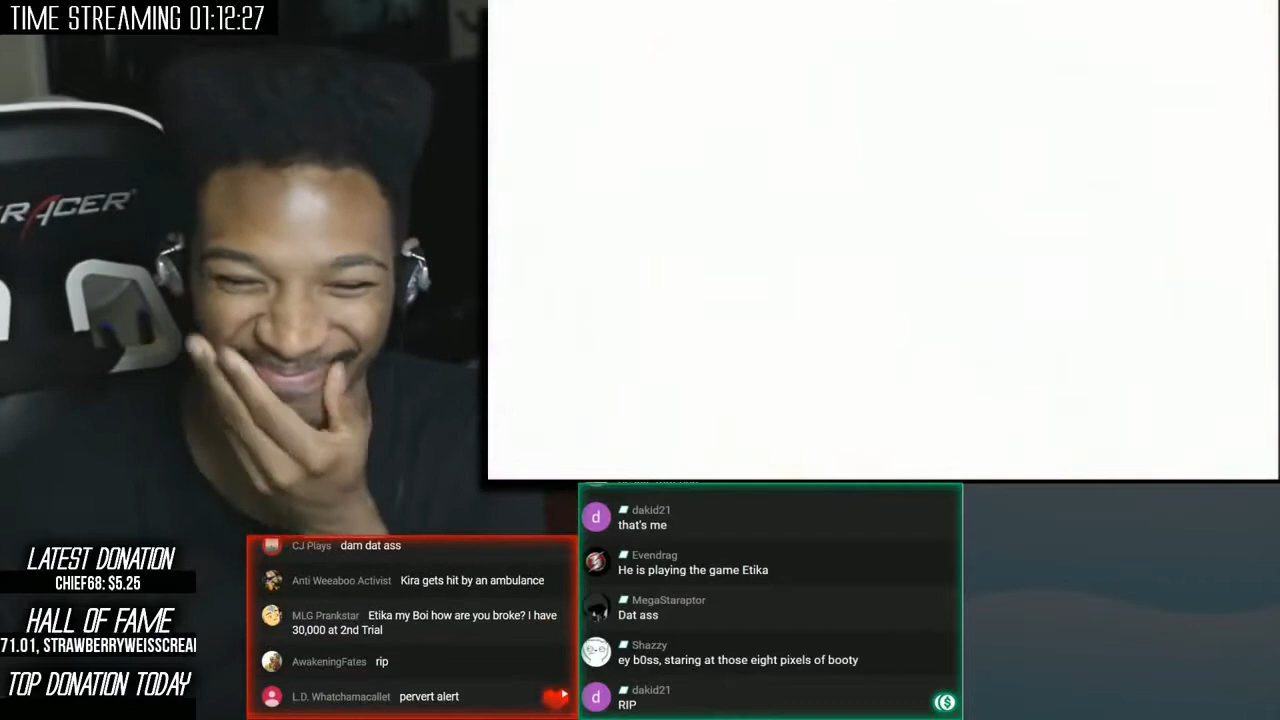 TIME STREAMING 01:12:27
RACER
CJ Plays dam dat ass
Anti Weeaboo Activist Kira gets hit by an ambulance
MLG Prankstar Etika my Boi how are you broke? I have
30,000 at 2nd Trial
AwakeningFates rip
L.D. Whatchamacallet pervert alert
d dakid21
that's me
Evendrag
He is playing the game Etika
MegaStaraptor
Dat ass
Shazzy
ey b0ss, staring at those eight pixels of booty
d dakid21
RIP
LATEST DONATION
CHIEF68: $5.25
HALL OF FAME
71.01, STRAWBERRYWEISSCREAM
TOP DONATION TODAY